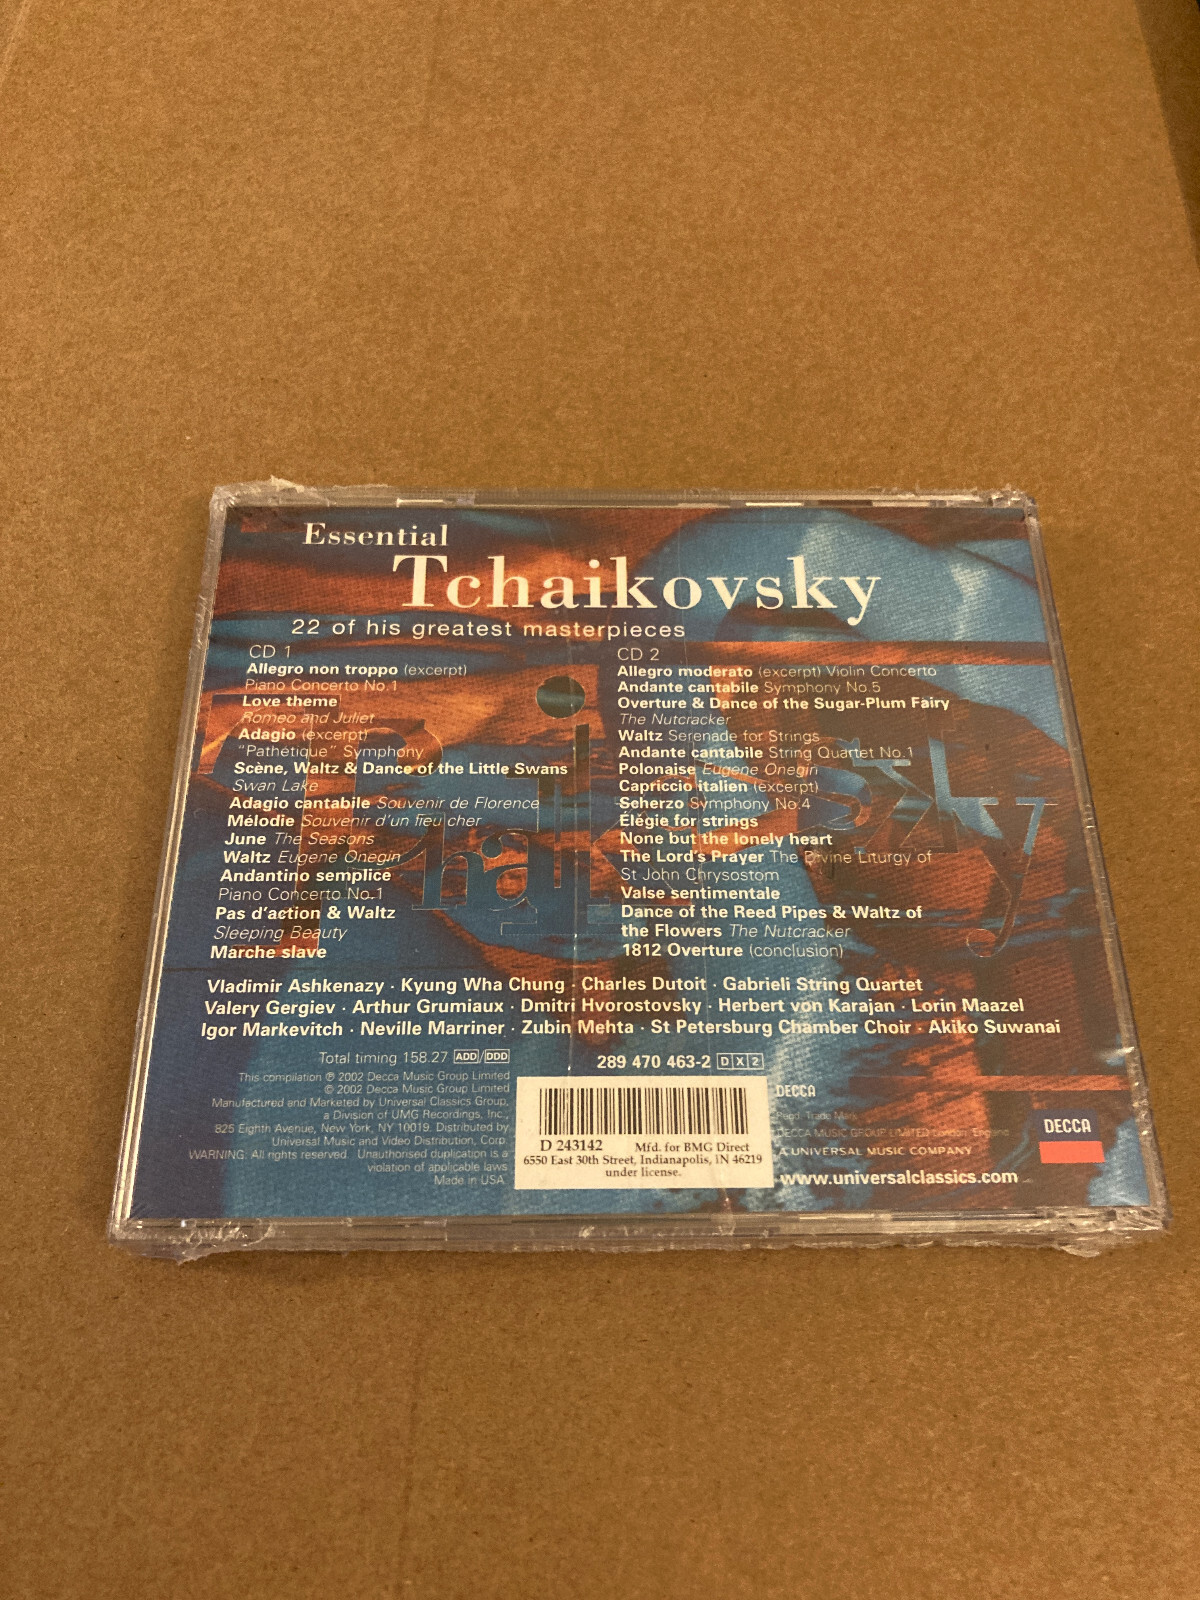 Essential
Tchaikovsky
22 of his greatest masterpieces
CD 1
Allegro non troppo (excerpt)
Piano Concerto No.1
Love theme
Romeo and Juliet
Adagio (excerpt)
"Pathétique" Symphony
Scène, Waltz & Dance of the Little Swans
Swan Lake
Adagio cantabile Souvenir de Florence
Mélodie Souvenir d'un lieu cher
June The Seasons
Waltz Eugene Onegin
Andantino semplice
Piano Concerto No.1
Pas d'action & Waltz
Sleeping Beauty
Marche slave
CD 2
Allegro moderato (excerpt) Violin Concerto
Andante cantabile Symphony No.5
Overture & Dance of the Sugar-Plum Fairy
The Nutcracker
Waltz Serenade for Strings
Andante cantabile String Quartet No.1
Polonaise Eugene Onegin
Capriccio italien (excerpt)
Scherzo Symphony No.4
Élégie for strings
None but the lonely heart
The Lord's Prayer The Divine Liturgy of
St John Chrysostom
Valse sentimentale
Dance of the Reed Pipes & Waltz of
the Flowers The Nutcracker
1812 Overture (conclusion)
Vladimir Ashkenazy · Kyung Wha Chung · Charles Dutoit · Gabrieli String Quartet
Valery Gergiev · Arthur Grumiaux · Dmitri Hvorostovsky · Herbert von Karajan · Lorin Maazel
Igor Markevitch · Neville Marriner · Zubin Mehta · St Petersburg Chamber Choir · Akiko Suwanai
Total timing 158.27 ADD/DDD
289 470 463-2 D X 2
This compilation ℗ 2002 Decca Music Group Limited
© 2002 Decca Music Group Limited
Manufactured and Marketed by Universal Classics Group,
a Division of UMG Recordings, Inc.,
825 Eighth Avenue, New York, NY 10019. Distributed by
Universal Music and Video Distribution, Corp.
WARNING: All rights reserved. Unauthorised duplication is a
violation of applicable laws
Made in USA.
D 243142 Mfd. for BMG Direct
6550 East 30th Street, Indianapolis, IN 46219
under license.
DECCA
Regd. Trade Mark
DECCA MUSIC GROUP LIMITED London, England
A UNIVERSAL MUSIC COMPANY
www.universalclassics.com
DECCA